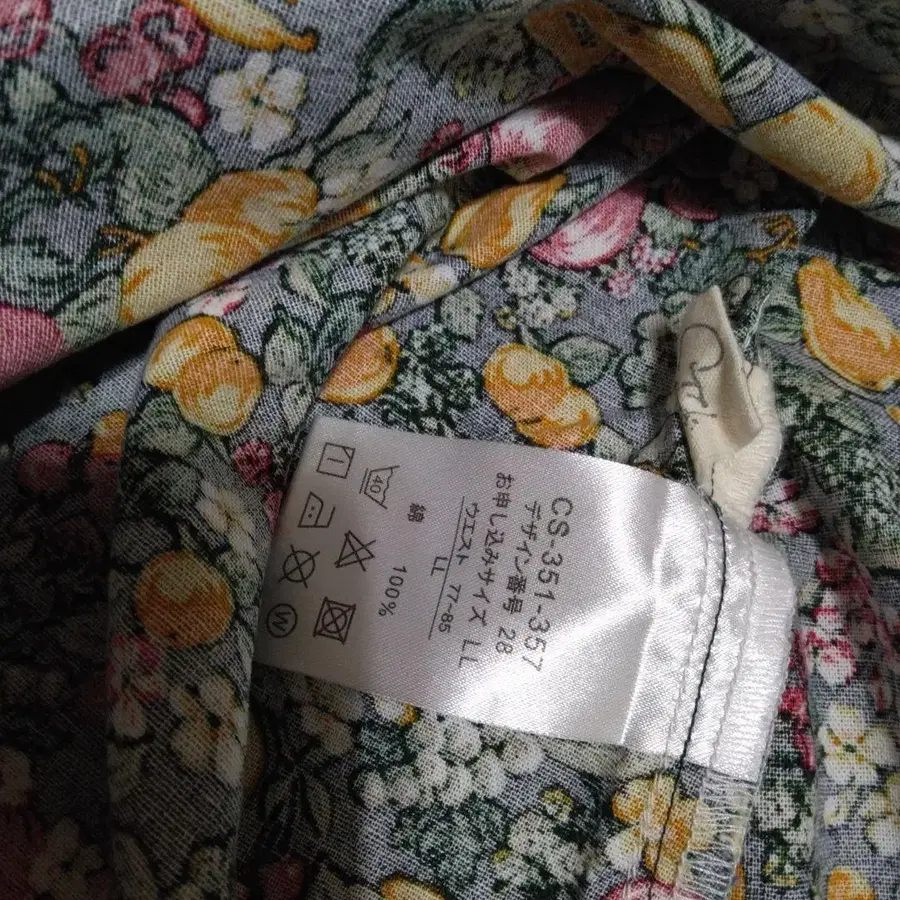 CS-351-357
デザイン番号 28
お申し込みサイズ LL
ウエスト 77~85
LL
綿 100%
40
W